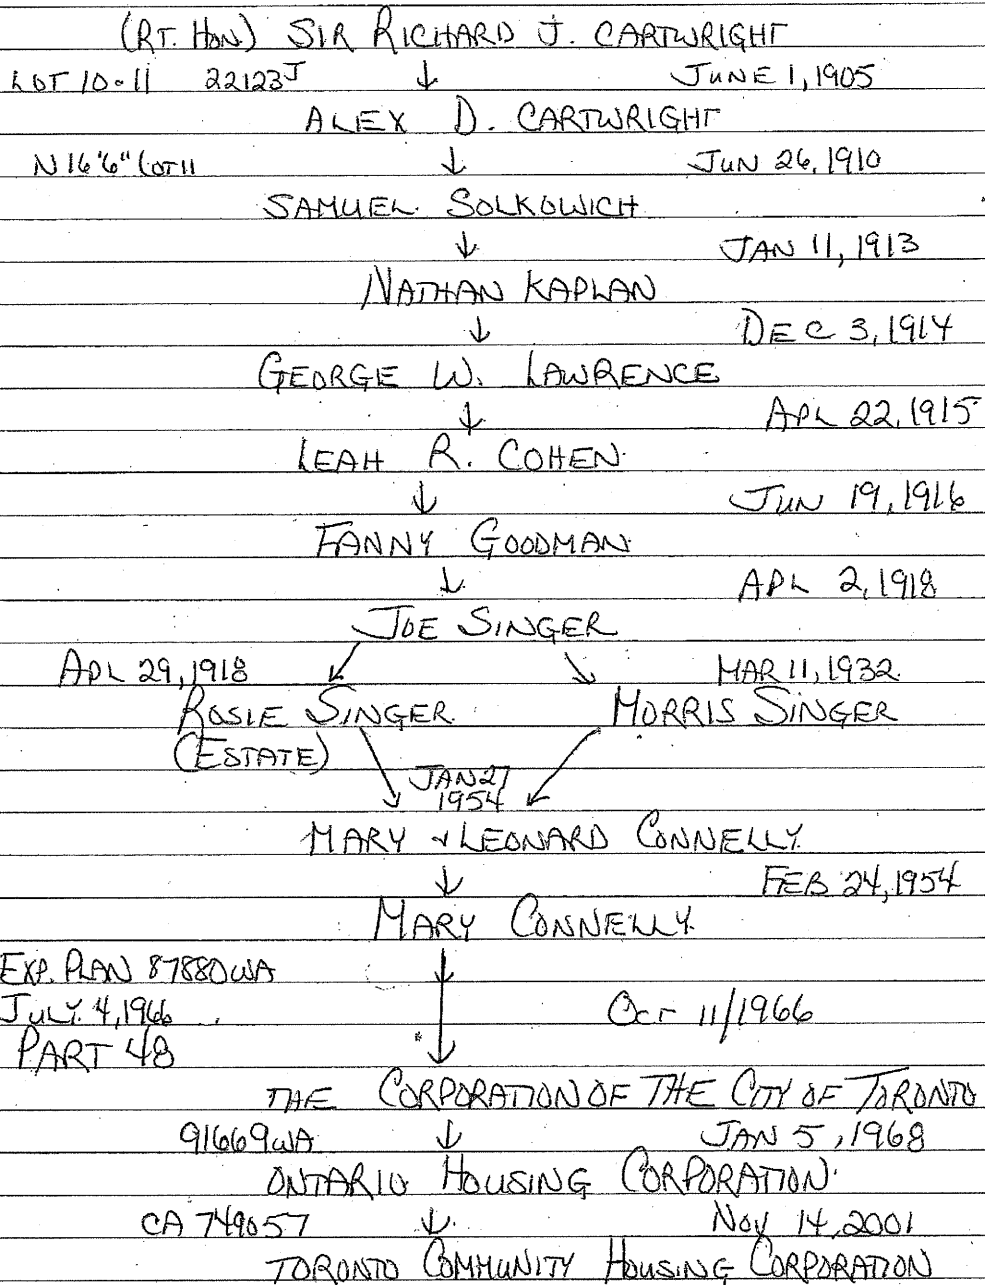 (RT. HON) SIR RICHARD J. CARTWRIGHT
LOT 10-11 22123J ↓ JUNE 1, 1905
ALEX D. CARTWRIGHT
N 16'6" LOT 11 ↓ JUN 26, 1910
SAMUEL SOLKOWICH
↓ JAN 11, 1913
NATHAN KAPLAN
↓ DEC 3, 1914
GEORGE W. LAWRENCE
↓ APL 22, 1915
LEAH R. COHEN
↓ JUN 19, 1916
FANNY GOODMAN
↓ APL 2, 1918
JOE SINGER
APL 29, 1918 ↙ ↘ MAR 11, 1932
ROSIE SINGER MORRIS SINGER
(ESTATE)
JAN 27
↘ 1954 ↙
MARY & LEONARD CONNELLY
↓ FEB 24, 1954
MARY CONNELLY
EXP. PLAN 87880WA ↓
JULY. 4, 1966 OCT 11/1966
PART 48 ↓
THE CORPORATION OF THE CITY OF TORONTO
91669WA ↓ JAN 5, 1968
ONTARIO HOUSING CORPORATION
CA 749057 ↓ NOV 14, 2001
TORONTO COMMUNITY HOUSING CORPORATION